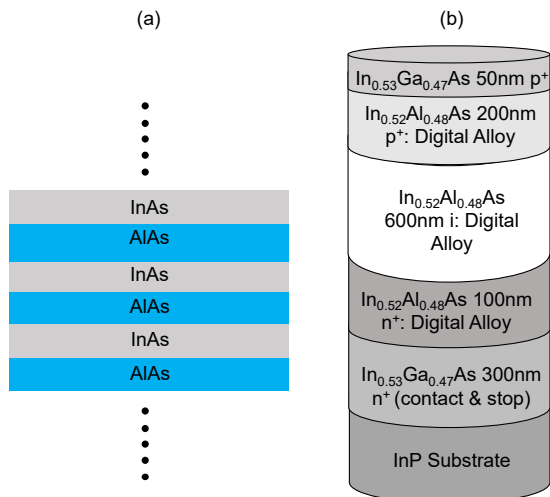 (a)
InAs
AlAs
InAs
AlAs
InAs
AlAs
(b)
In0.53Ga0.47As 50nm p+
In0.52Al0.48As 200nm
p+: Digital Alloy
In0.52Al0.48As
600nm i: Digital
Alloy
In0.52Al0.48As 100nm
n+: Digital Alloy
In0.53Ga0.47As 300nm
n+ (contact & stop)
InP Substrate